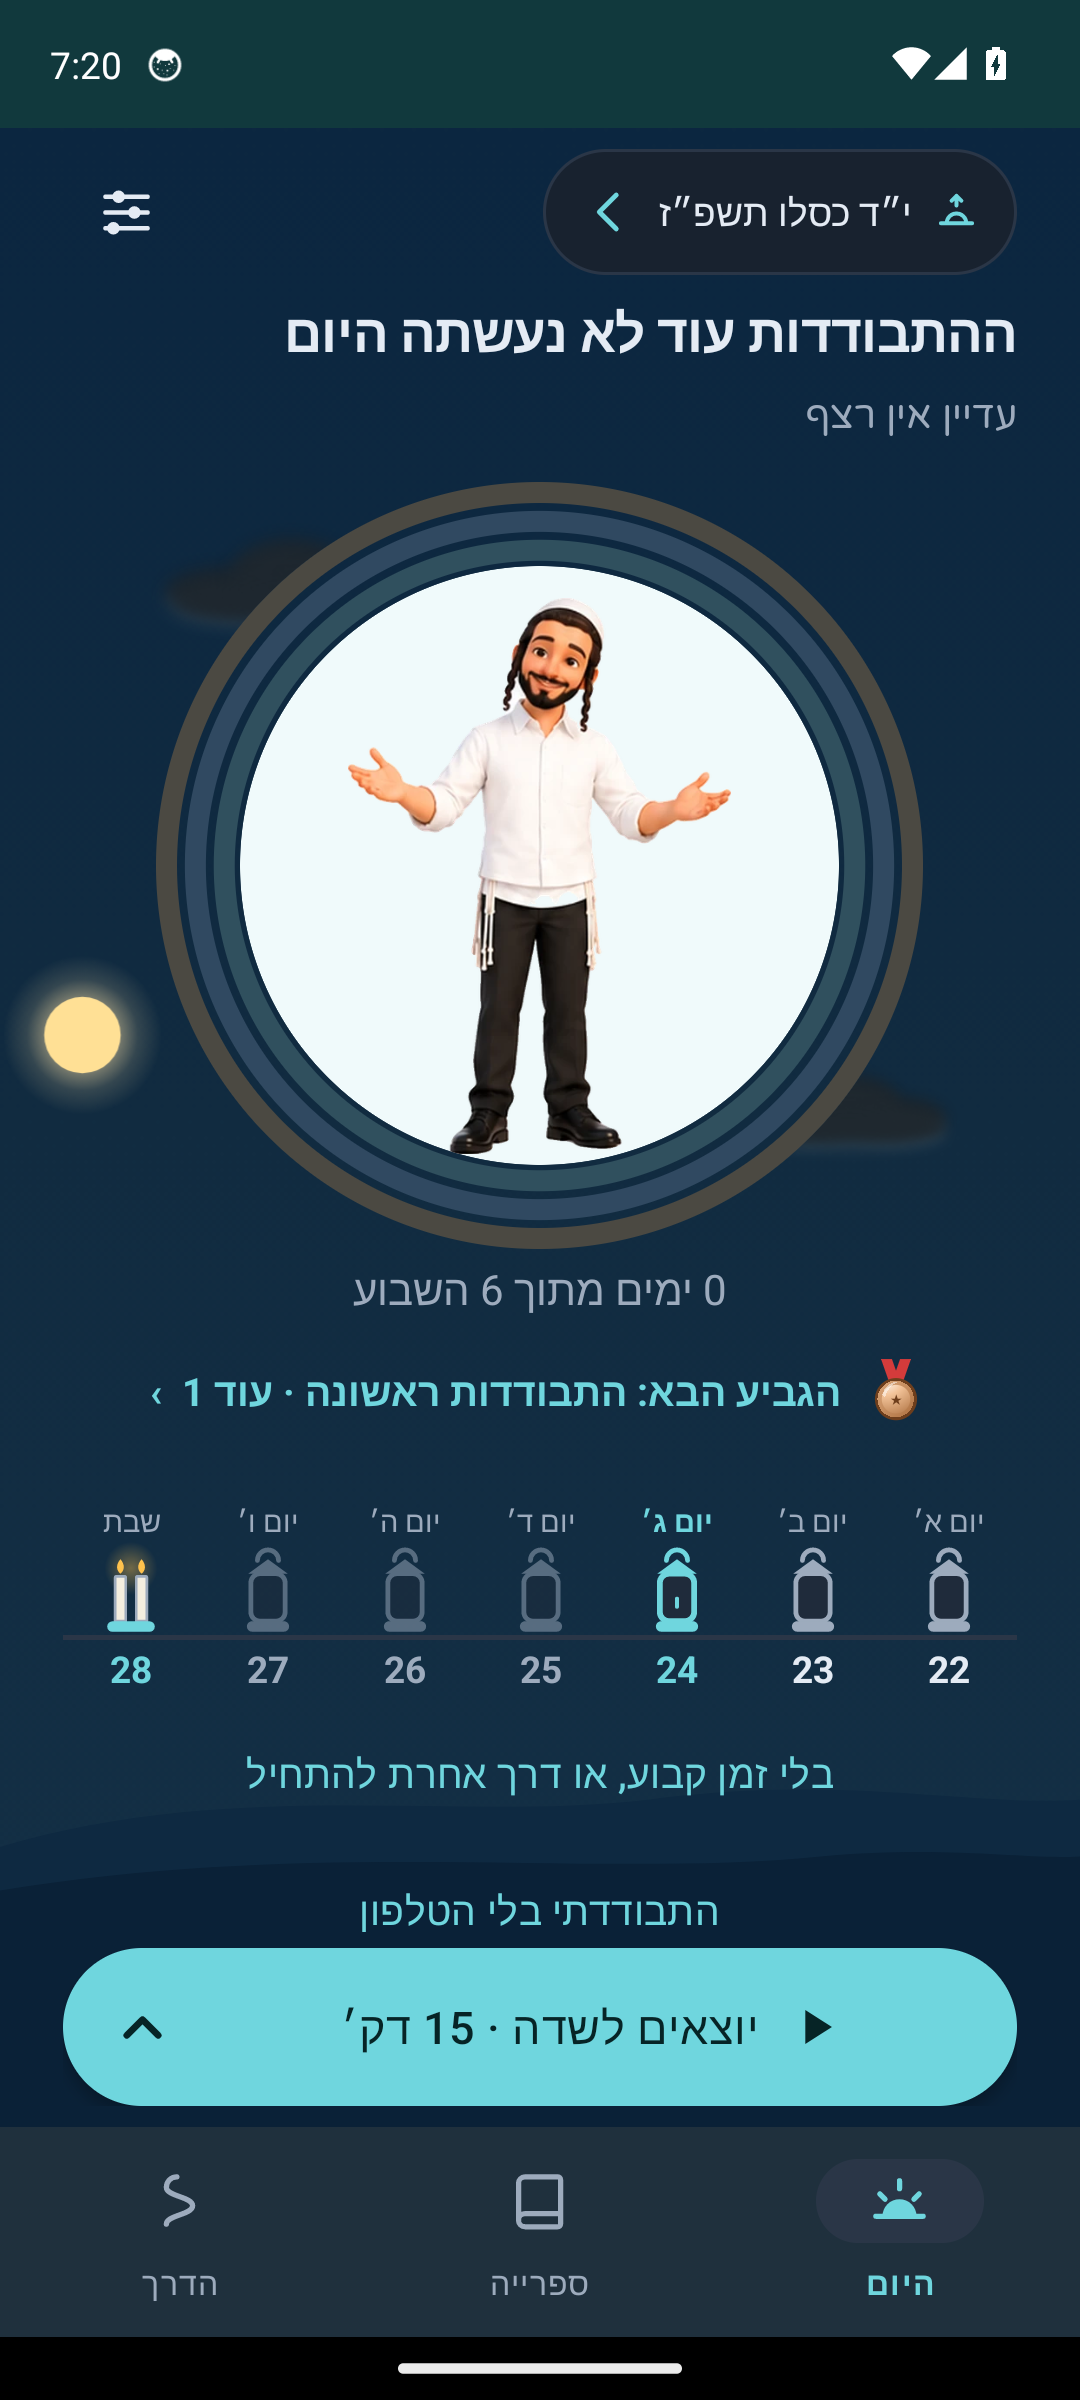 7:20
י״ד כסלו תשפ״ז
ההתבודדות עוד לא נעשתה היום
עדיין אין רצף
0 ימים מתוך 6 השבוע
הגביע הבא: התבודדות ראשונה · עוד 1 ›
יום א׳ יום ב׳ יום ג׳ יום ד׳ יום ה׳ יום ו׳ שבת
22 23 24 25 26 27 28
בלי זמן קבוע, או דרך אחרת להתחיל
התבודדתי בלי הטלפון
יוצאים לשדה · 15 דק׳
היום ספרייה הדרך